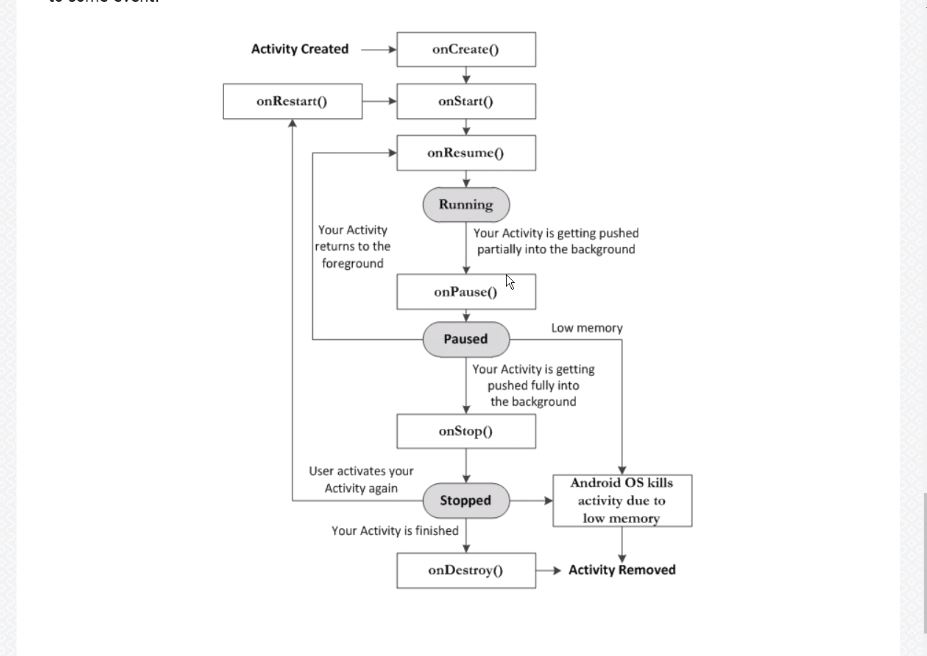 to some event.
Activity Created
onCreate()
onRestart()
onStart()
onResume()
Running
Your Activity
returns to the
foreground
Your Activity is getting pushed
partially into the background
onPause()
Paused
Low memory
Your Activity is getting
pushed fully into
the background
onStop()
User activates your
Activity again
Stopped
Android OS kills
activity due to
low memory
Your Activity is finished
onDestroy()
Activity Removed